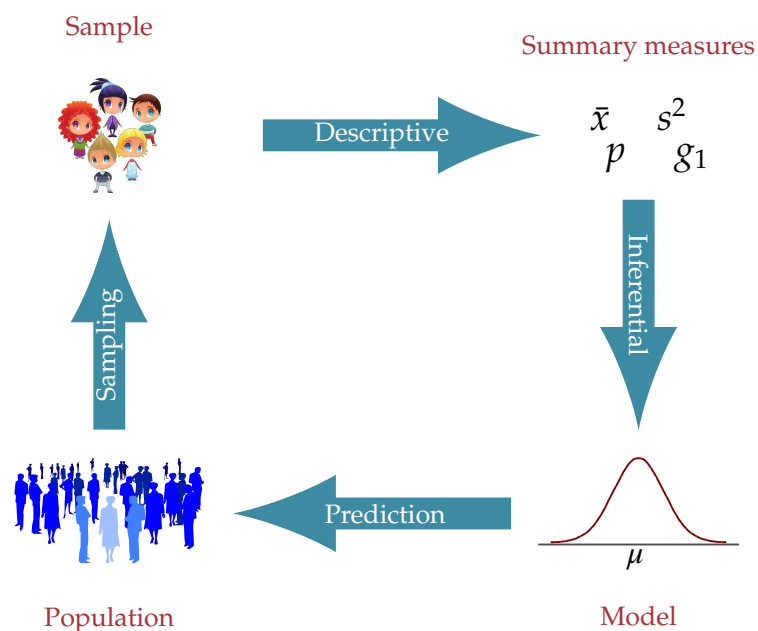 Sample
Summary measures
Descriptive
x̄ s²
p g₁
Sampling
Inferential
Prediction
μ
Population
Model